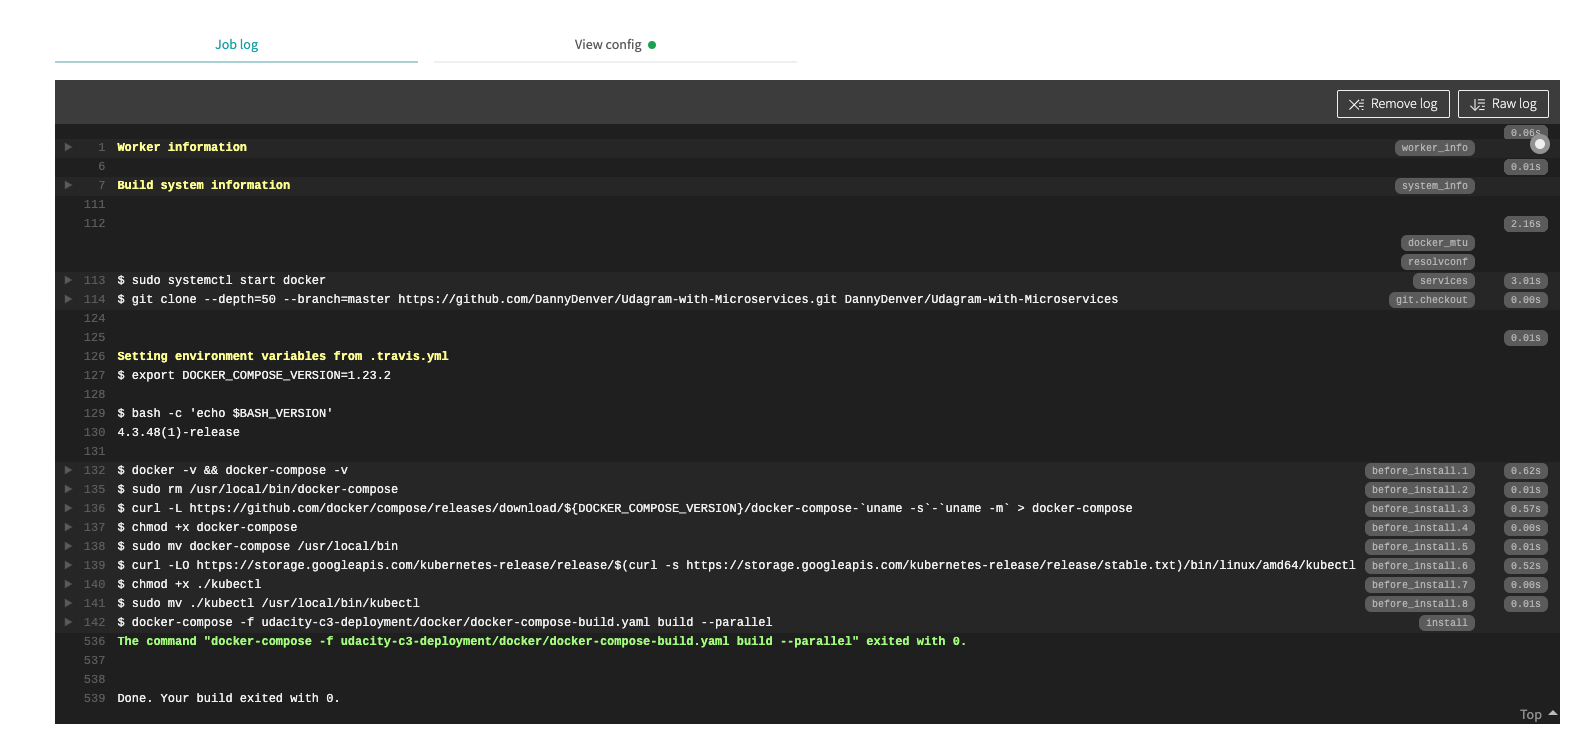 Job log
View config
Remove log
Raw log
0.06s
1 Worker information worker_info
6 0.01s
7 Build system information system_info
111
112 2.16s
docker_mtu
resolvconf
113 $ sudo systemctl start docker services 3.01s
114 $ git clone --depth=50 --branch=master https://github.com/DannyDenver/Udagram-with-Microservices.git DannyDenver/Udagram-with-Microservices git.checkout 0.00s
124
125 0.01s
126 Setting environment variables from .travis.yml
127 $ export DOCKER_COMPOSE_VERSION=1.23.2
128
129 $ bash -c 'echo $BASH_VERSION'
130 4.3.48(1)-release
131
132 $ docker -v && docker-compose -v before_install.1 0.62s
135 $ sudo rm /usr/local/bin/docker-compose before_install.2 0.01s
136 $ curl -L https://github.com/docker/compose/releases/download/${DOCKER_COMPOSE_VERSION}/docker-compose-`uname -s`-`uname -m` > docker-compose before_install.3 0.57s
137 $ chmod +x docker-compose before_install.4 0.00s
138 $ sudo mv docker-compose /usr/local/bin before_install.5 0.01s
139 $ curl -LO https://storage.googleapis.com/kubernetes-release/release/$(curl -s https://storage.googleapis.com/kubernetes-release/release/stable.txt)/bin/linux/amd64/kubectl before_install.6 0.52s
140 $ chmod +x ./kubectl before_install.7 0.00s
141 $ sudo mv ./kubectl /usr/local/bin/kubectl before_install.8 0.01s
142 $ docker-compose -f udacity-c3-deployment/docker/docker-compose-build.yaml build --parallel install
536 The command "docker-compose -f udacity-c3-deployment/docker/docker-compose-build.yaml build --parallel" exited with 0.
537
538
539 Done. Your build exited with 0.
Top